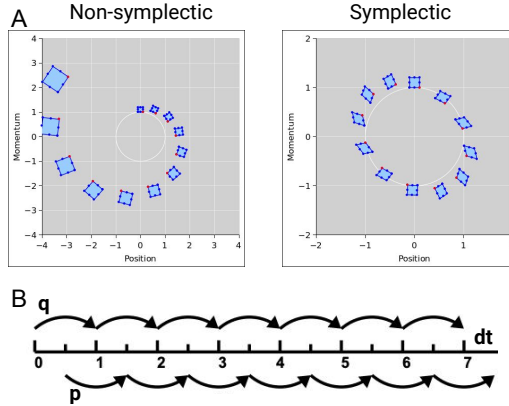 A
Non-symplectic
Symplectic
4
3
2
1
0
−1
−2
−3
−4
Momentum
−4 −3 −2 −1 0 1 2 3 4
Position
2
1
0
−1
−2
Momentum
−2 −1 0 1
Position
B
q
dt
0 1 2 3 4 5 6 7
p